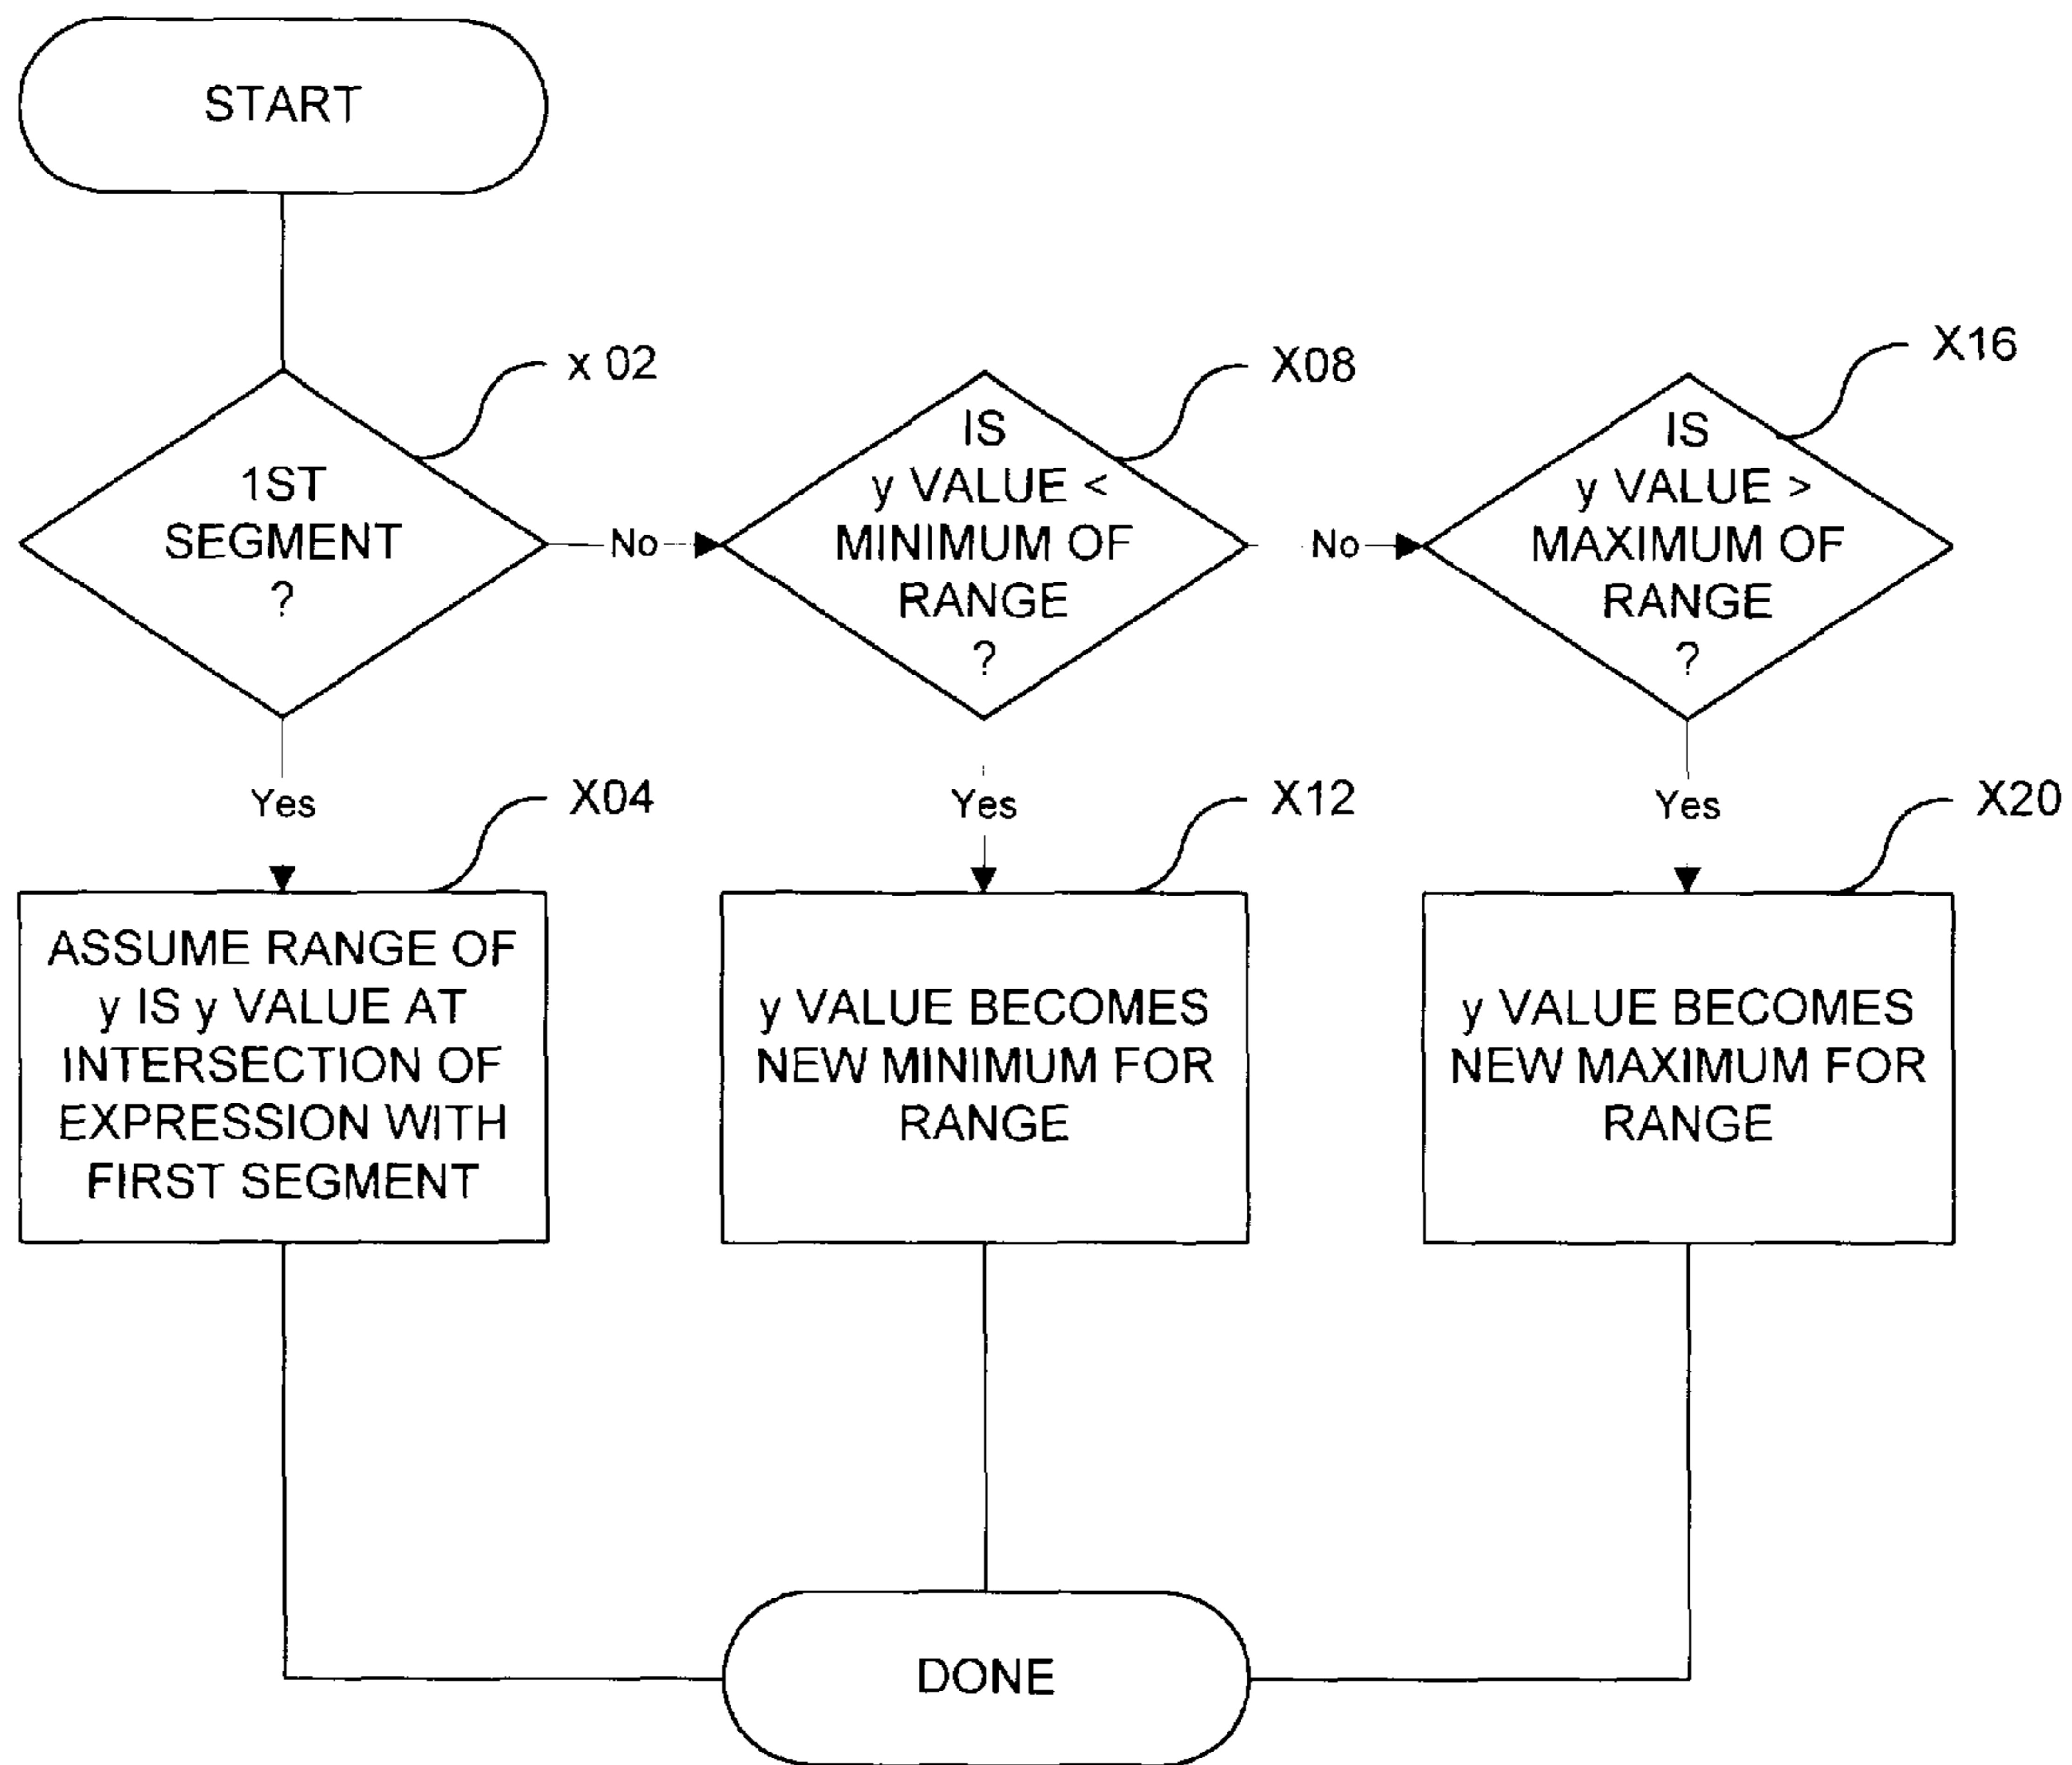 START
x 02
1ST
SEGMENT
?
No
X08
IS
y VALUE <
MINIMUM OF
RANGE
?
No
X16
IS
y VALUE >
MAXIMUM OF
RANGE
?
Yes
X04
ASSUME RANGE OF
y IS y VALUE AT
INTERSECTION OF
EXPRESSION WITH
FIRST SEGMENT
Yes
X12
y VALUE BECOMES
NEW MINIMUM FOR
RANGE
Yes
X20
y VALUE BECOMES
NEW MAXIMUM FOR
RANGE
DONE